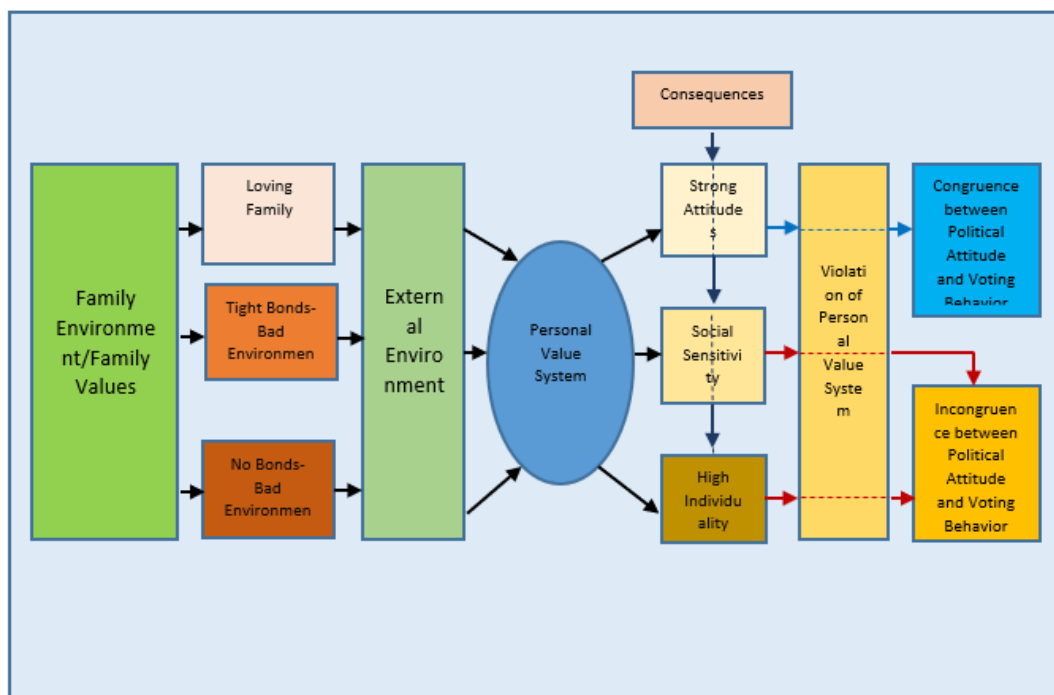 Consequences
Loving
Family
Strong
Attitude
s
Congruence
between
Political
Attitude
and Voting
Behavior
Family
Environme
nt/Family
Values
Tight Bonds-
Bad
Environmen
Extern
al
Enviro
nment
Personal
Value
System
Social
Sensitivi
ty
Violati
on of
Person
al
Value
Syste
m
No Bonds-
Bad
Environmen
High
Individu
ality
Incongruen
ce between
Political
Attitude
and Voting
Behavior